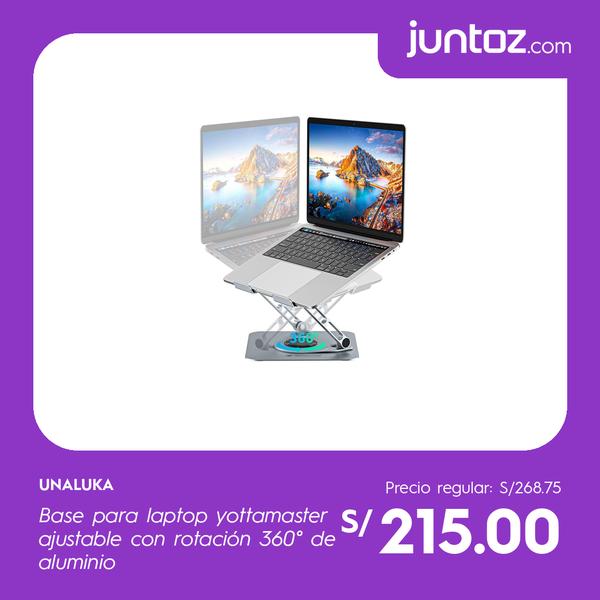 juntoz.com
360°
UNALUKA
Base para laptop yottamaster
ajustable con rotación 360° de
aluminio
Precio regular: S/268.75
S/215.00